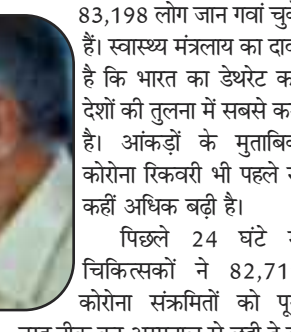 83,198 लोग जान गवां चुके
हैं। स्वास्थ्य मंत्रलाय का दाव
है कि भारत का डेथरेट क
देशों की तुलना में सबसे क
है। आंकड़ों के मुताबि
कोरोना रिकवरी भी पहले
कहीं अधिक बढ़ी है।
पिछले 24 घंटे
चिकित्सकों ने 82,71
कोरोना संक्रमितों को पू